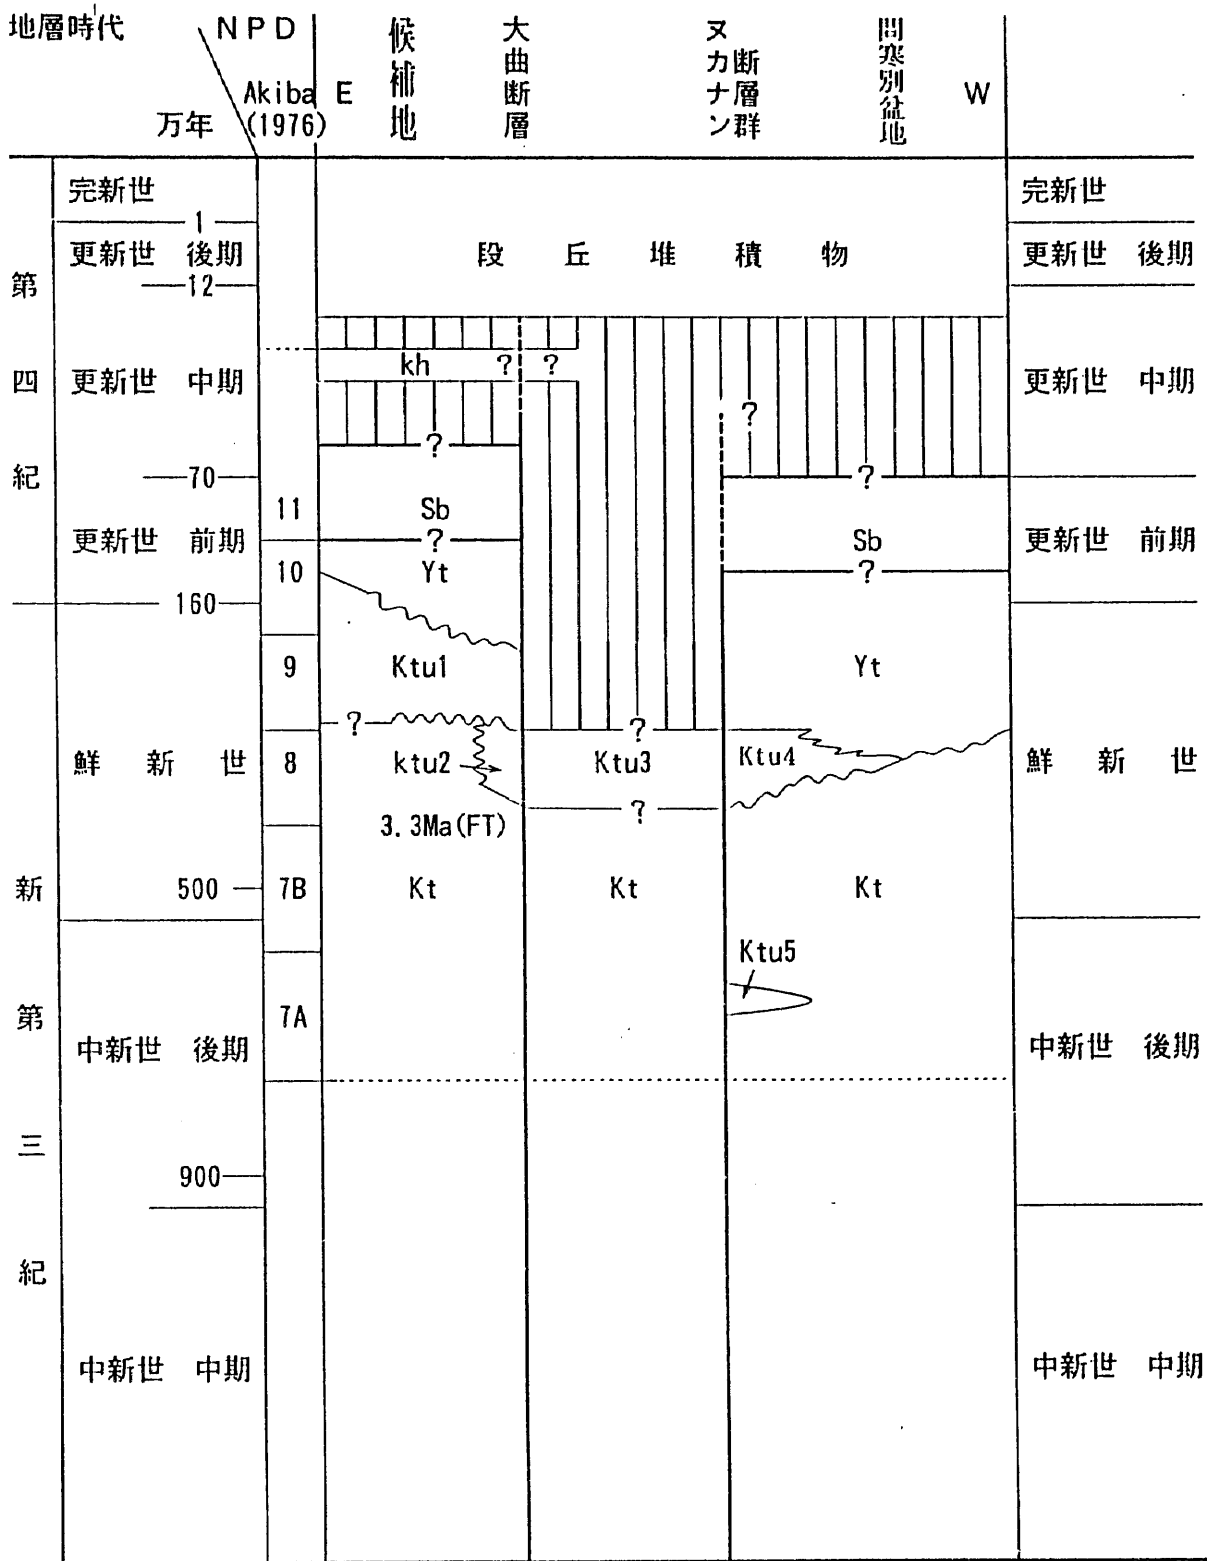 地層時代
NPD
Akiba
(1976)
万年
E
候補地
大曲断層
ヌカナン
断層群
問寒別盆地
W
第四紀
完新世
完新世
1
更新世 後期
段丘堆積物
更新世 後期
12
kh
?
?
更新世 中期
更新世 中期
?
?
70
?
11
Sb
更新世 前期
?
Sb
更新世 前期
?
10
Yt
160
新第三紀
9
Ktu1
Yt
?
?
鮮新世
8
ktu2
Ktu3
Ktu4
鮮新世
?
3.3Ma(FT)
500
7B
Kt
Kt
Kt
Ktu5
7A
中新世 後期
中新世 後期
900
中新世 中期
中新世 中期